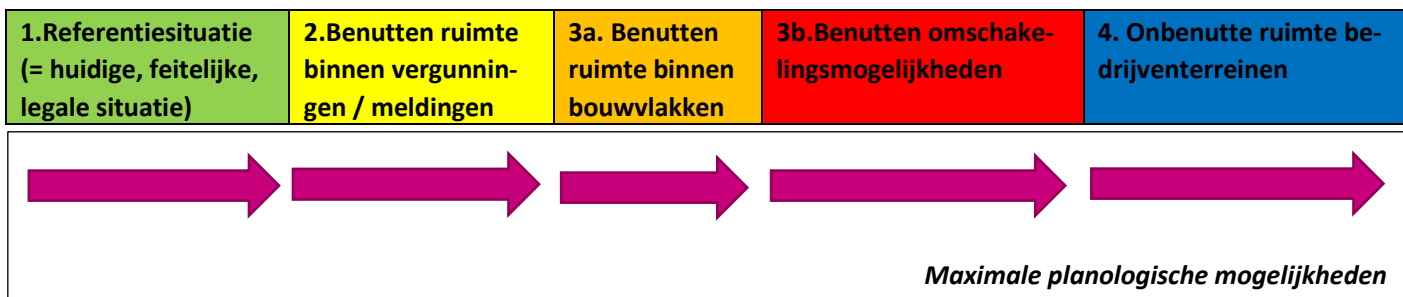 1.Referentiesituatie
(= huidige, feitelijke,
legale situatie)
2.Benutten ruimte
binnen vergunnin-
gen / meldingen
3a. Benutten
ruimte binnen
bouwvlakken
3b.Benutten omschake-
lingsmogelijkheden
4. Onbenutte ruimte be-
drijventerreinen
Maximale planologische mogelijkheden